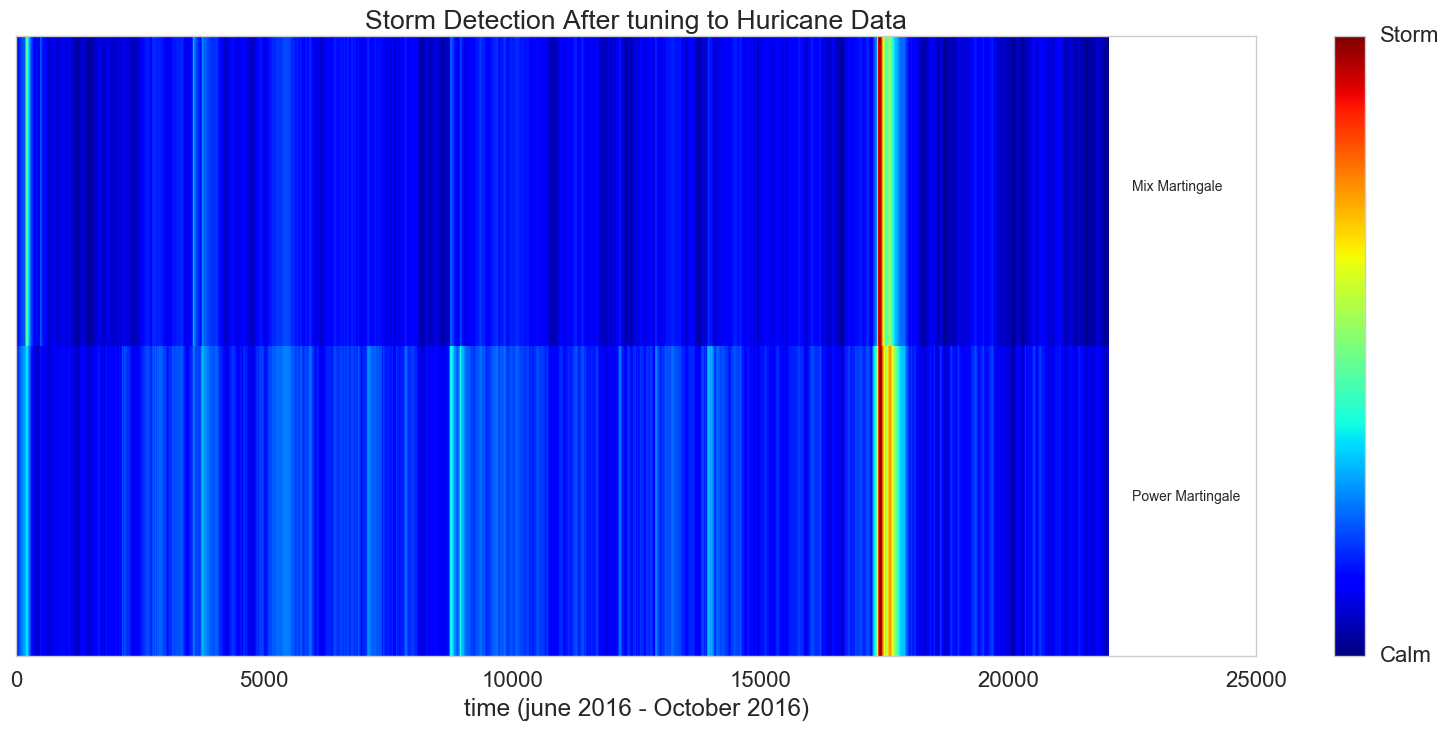 Storm Detection After tuning to Huricane Data
Storm
Mix Martingale
Power Martingale
Calm
0 5000 10000 15000 20000 25000
time (june 2016 - October 2016)